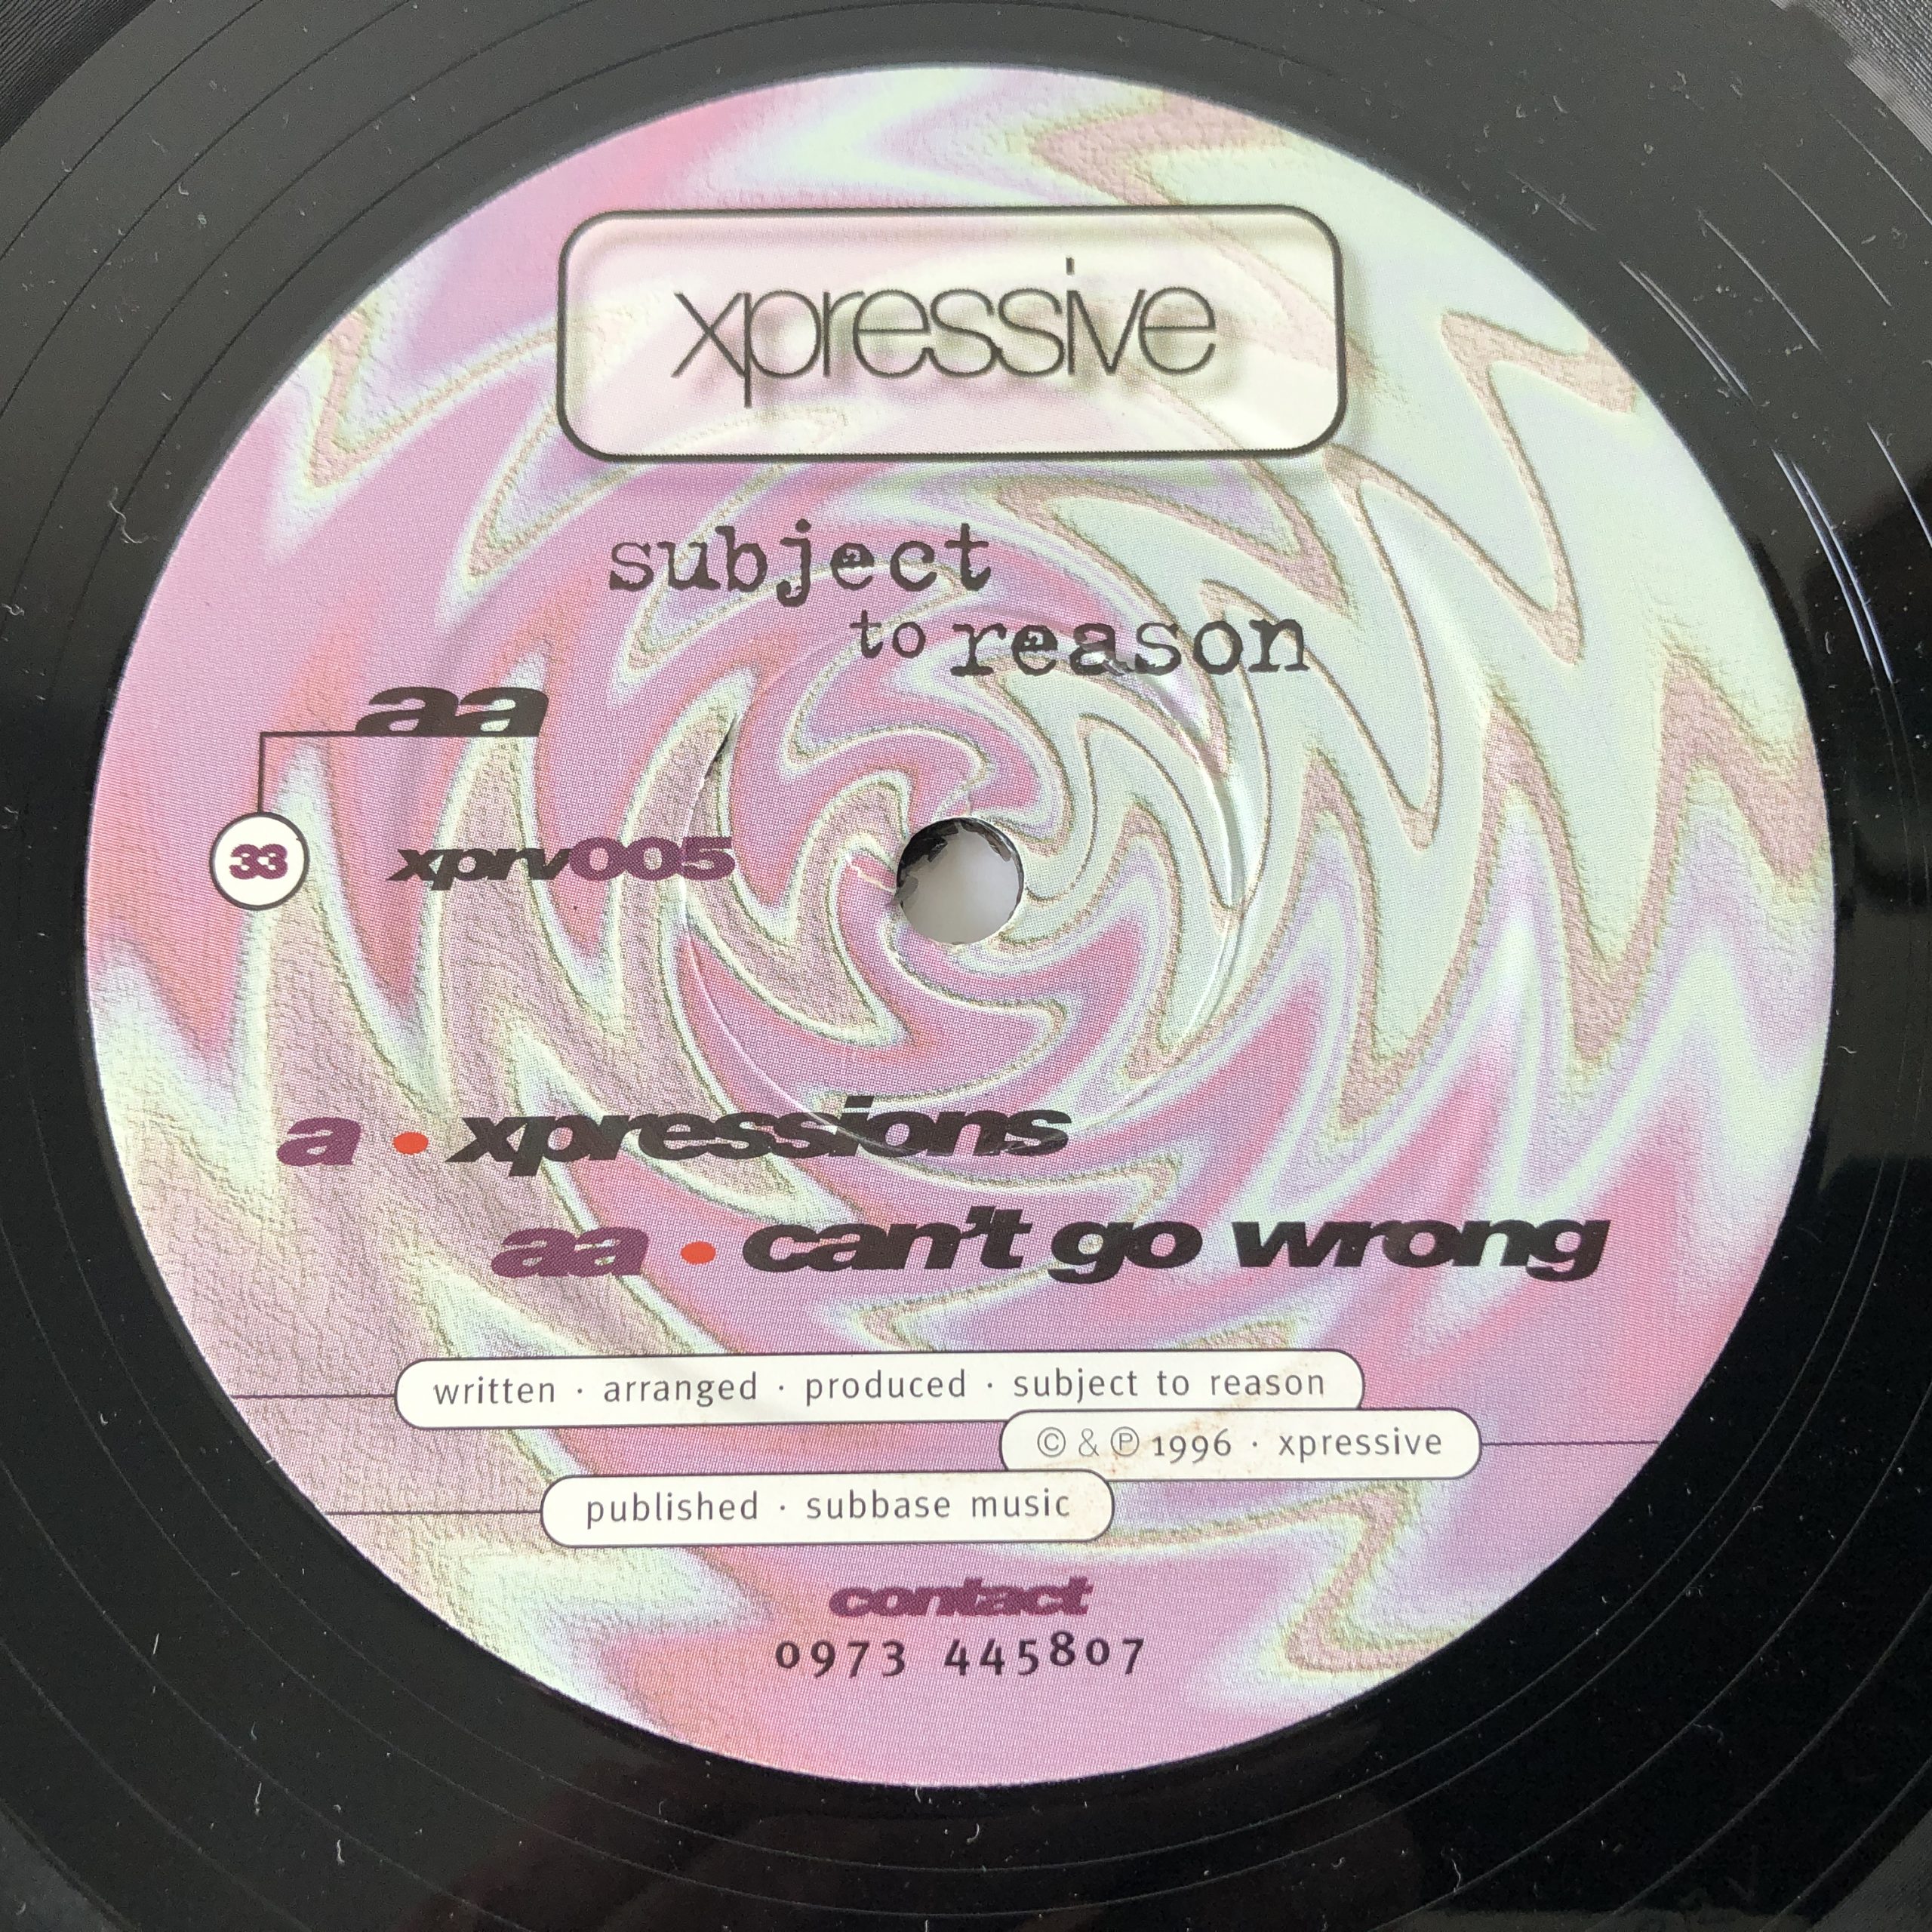 xpressive
subject
to reason
aa
33 xprv005
a • xpressions
aa • can't go wrong
written · arranged · produced · subject to reason
© & ℗ 1996 · xpressive
published · subbase music
contact
0973 445807